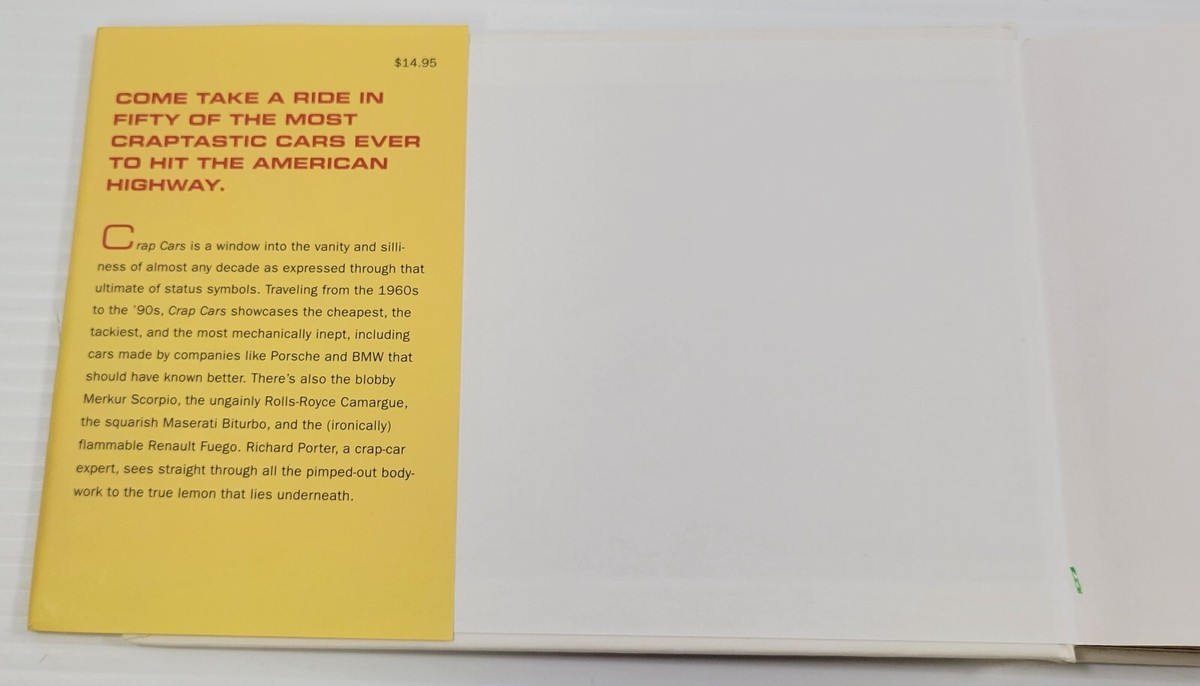 $14.95
COME TAKE A RIDE IN
FIFTY OF THE MOST
CRAPTASTIC CARS EVER
TO HIT THE AMERICAN
HIGHWAY.
Crap Cars is a window into the vanity and silli-
ness of almost any decade as expressed through that
ultimate of status symbols. Traveling from the 1960s
to the ’90s, Crap Cars showcases the cheapest, the
tackiest, and the most mechanically inept, including
cars made by companies like Porsche and BMW that
should have known better. There’s also the blobby
Merkur Scorpio, the ungainly Rolls-Royce Camargue,
the squarish Maserati Biturbo, and the (ironically)
flammable Renault Fuego. Richard Porter, a crap-car
expert, sees straight through all the pimped-out body-
work to the true lemon that lies underneath.